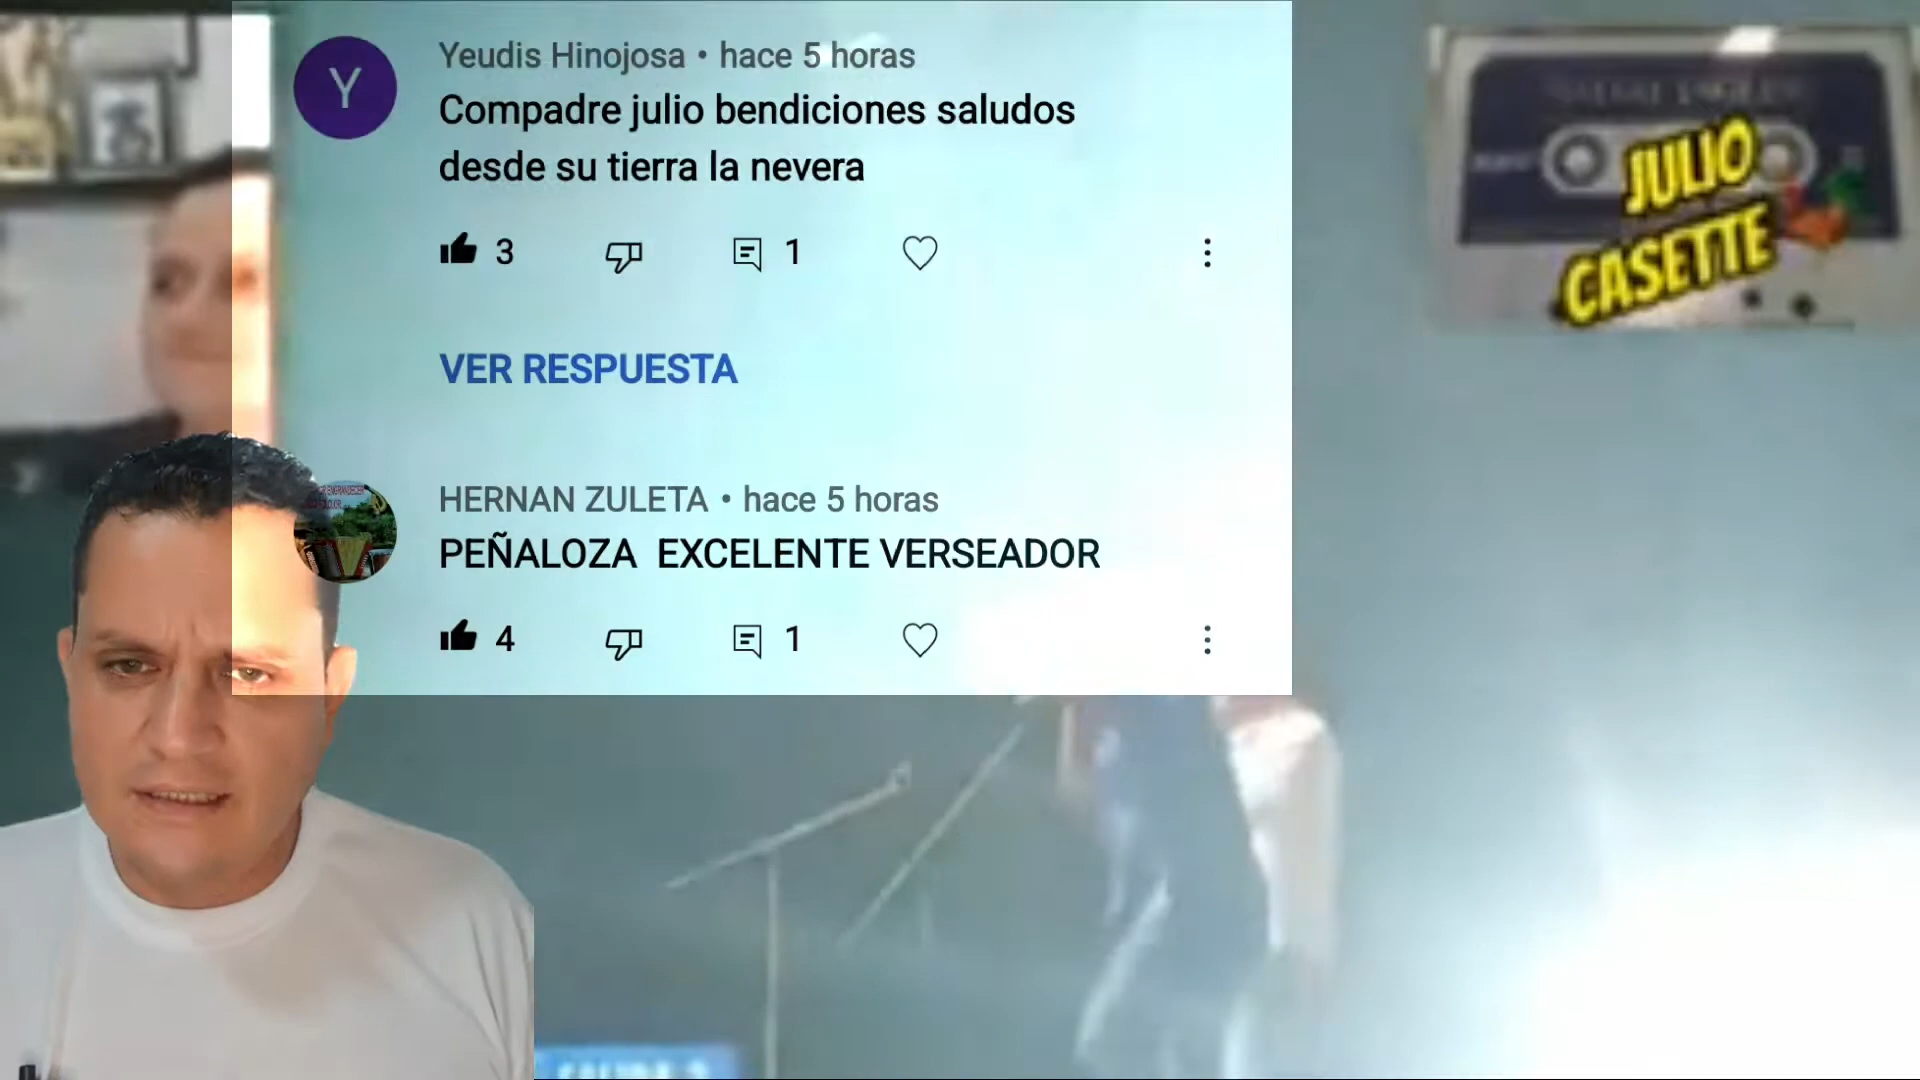 Y
Yeudis Hinojosa • hace 5 horas
Compadre julio bendiciones saludos
desde su tierra la nevera
3
1
VER RESPUESTA
HERNAN ZULETA • hace 5 horas
PEÑALOZA EXCELENTE VERSEADOR
4
1
JULIO
CASETTE